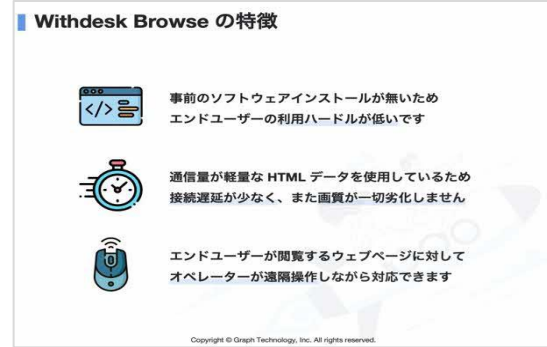 Withdesk Browse の特徴
</>
事前のソフトウェアインストールが無いため
エンドユーザーの利用ハードルが低いです
通信量が軽量な HTML データを使用しているため
接続遅延が少なく、また画質が一切劣化しません
エンドユーザーが閲覧するウェブページに対して
オペレーターが遠隔操作しながら対応できます
Copyright © Graph Technology, Inc. All rights reserved.